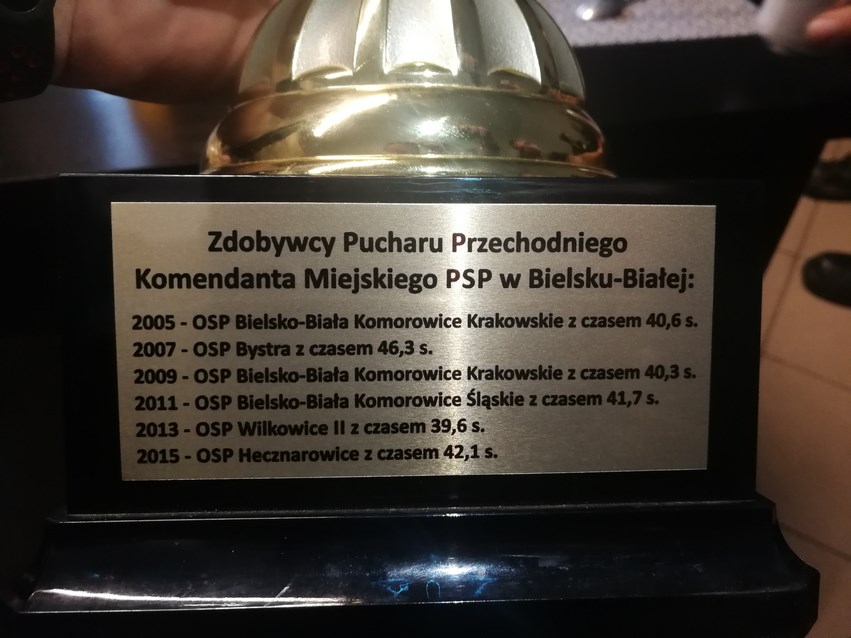 Zdobywcy Pucharu Przechodniego
Komendanta Miejskiego PSP w Bielsku-Białej:
2005 - OSP Bielsko-Biała Komorowice Krakowskie z czasem 40,6 s.
2007 - OSP Bystra z czasem 46,3 s.
2009 - OSP Bielsko-Biała Komorowice Krakowskie z czasem 40,3 s.
2011 - OSP Bielsko-Biała Komorowice Śląskie z czasem 41,7 s.
2013 - OSP Wilkowice II z czasem 39,6 s.
2015 - OSP Hecznarowice z czasem 42,1 s.